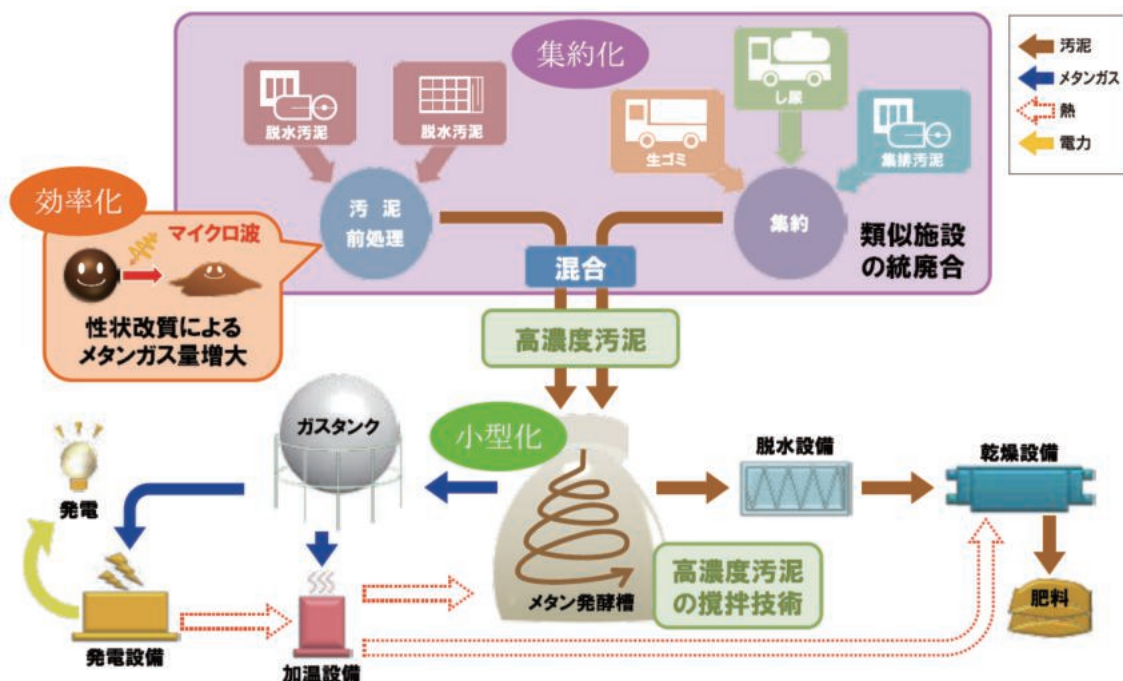 集約化
脱水汚泥
脱水汚泥
し尿
生ゴミ
集排汚泥
汚泥
メタンガス
熱
電力
効率化
マイクロ波
性状改質による
メタンガス量増大
汚泥
前処理
集約
類似施設
の統廃合
混合
高濃度汚泥
小型化
ガスタンク
発電
発電設備
加温設備
メタン発酵槽
高濃度汚泥
の撹拌技術
脱水設備
乾燥設備
肥料